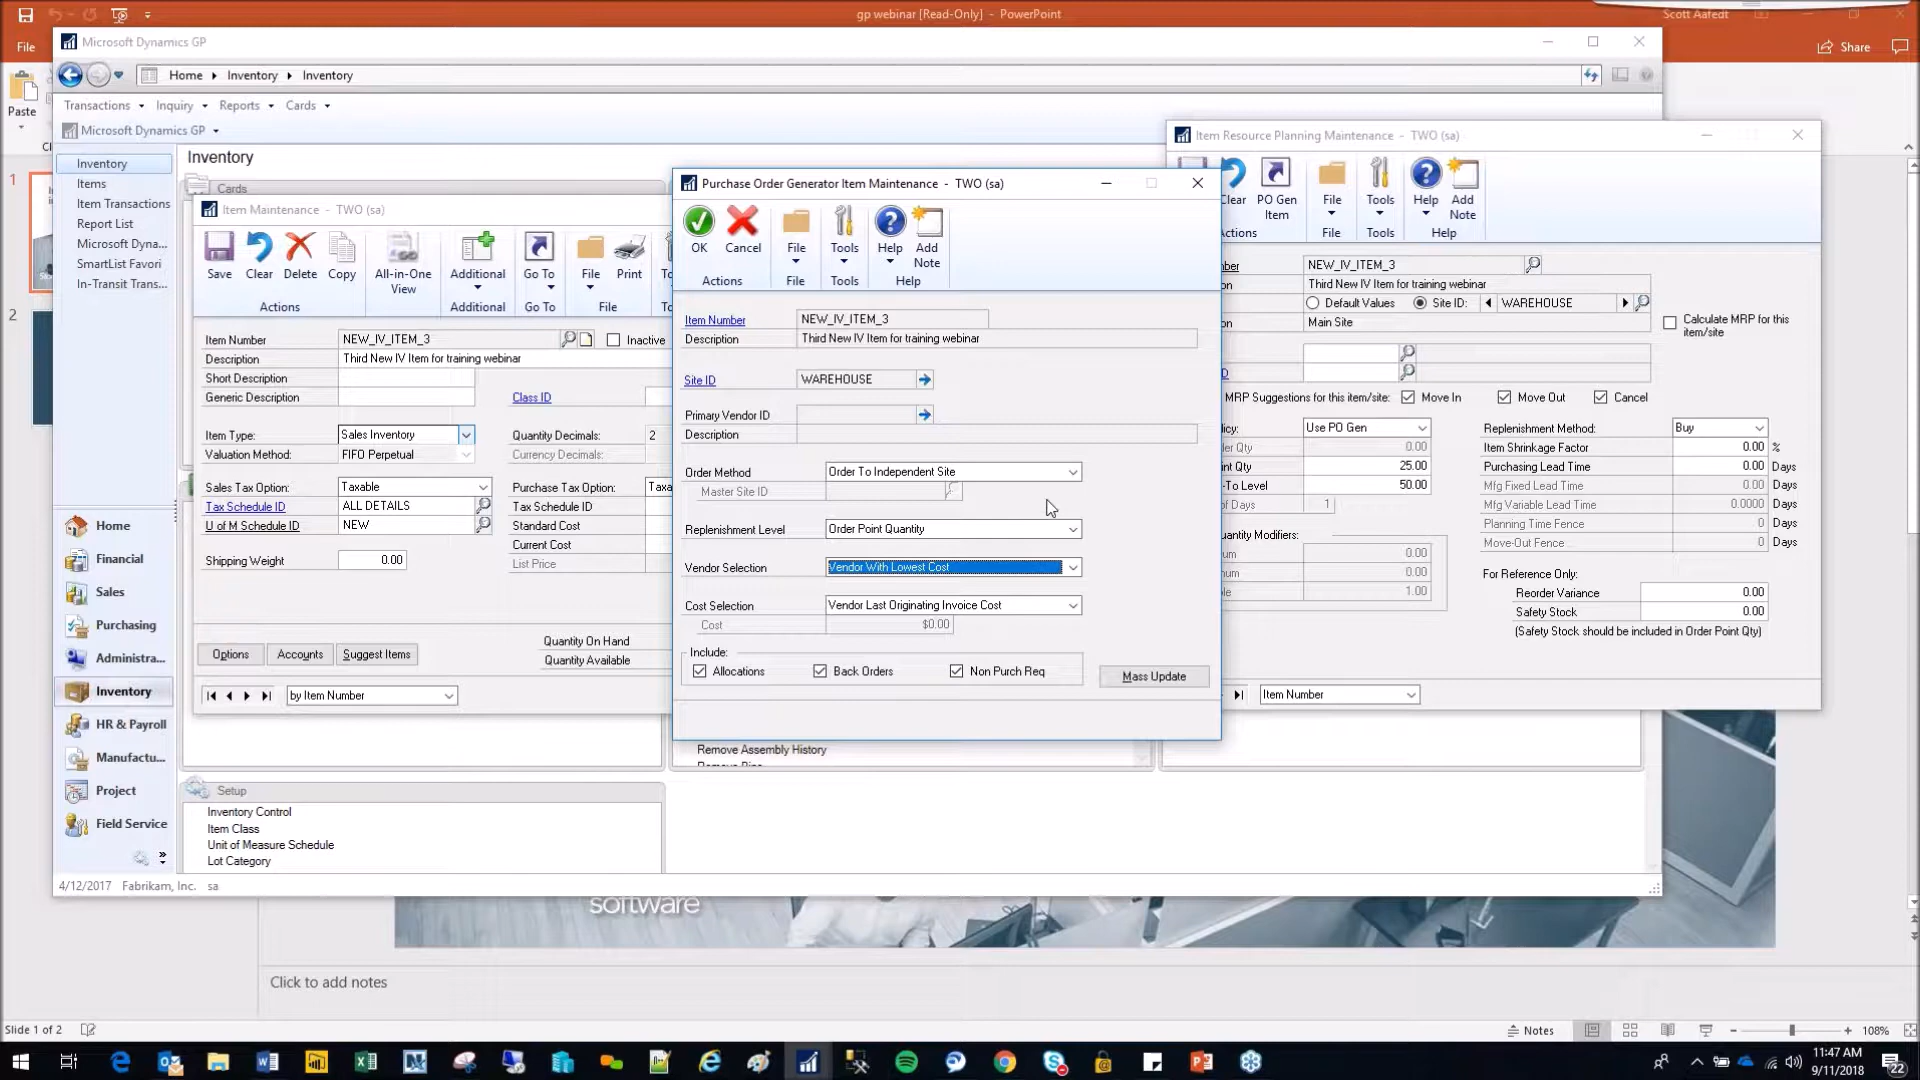 gp webinar [Read-Only] - PowerPoint
Scott Aafedt
File
Share
Paste
Microsoft Dynamics GP
Home Inventory Inventory
Transactions Inquiry Reports Cards
Microsoft Dynamics GP
Inventory
Items
Item Transactions
Report List
Microsoft Dyna...
SmartList Favori
In-Transit Trans...
Home
Financial
Sales
Purchasing
Administra...
Inventory
HR & Payroll
Manufactu...
Project
Field Service
Inventory
Cards
Item Maintenance - TWO (sa)
Save Clear Delete Copy All-in-One View Additional Go To File Print
Actions Additional Go To File
Item Number NEW_IV_ITEM_3 Inactive
Description Third New IV Item for training webinar
Short Description
Generic Description Class ID
Item Type: Sales Inventory Quantity Decimals: 2
Valuation Method: FIFO Perpetual Currency Decimals:
Sales Tax Option: Taxable Purchase Tax Option:
Tax Schedule ID ALL DETAILS Tax Schedule ID
U of M Schedule ID NEW Standard Cost
Current Cost
Shipping Weight 0.00 List Price
Quantity On Hand
Options Accounts Suggest Items Quantity Available
by Item Number
Purchase Order Generator Item Maintenance - TWO (sa)
OK Cancel File Tools Help Add Note
Actions File Tools Help
Item Number NEW_IV_ITEM_3
Description Third New IV Item for training webinar
Site ID WAREHOUSE
Primary Vendor ID
Description
Order Method Order To Independent Site
Master Site ID
Replenishment Level Order Point Quantity
Vendor Selection Vendor With Lowest Cost
Cost Selection Vendor Last Originating Invoice Cost
Cost $0.00
Include:
Allocations Back Orders Non Purch Req Mass Update
Item Resource Planning Maintenance - TWO (sa)
PO Gen Item File Tools Help Add Note
File Tools Help
NEW_IV_ITEM_3
Third New IV Item for training webinar
Default Values Site ID: WAREHOUSE
Main Site
Calculate MRP for this item/site
MRP Suggestions for this item/site: Move In Move Out Cancel
Use PO Gen Replenishment Method: Buy
Qty 0.00 Item Shrinkage Factor 0.00 %
Qty 25.00 Purchasing Lead Time 0.00 Days
-To Level 50.00 Mfg Fixed Lead Time 0.00 Days
of Days 1 Mfg Variable Lead Time 0.0000 Days
Planning Time Fence 0 Days
Modifiers: Move-Out Fence 0 Days
0.00
0.00 For Reference Only:
1.00 Reorder Variance 0.00
Safety Stock 0.00
(Safety Stock should be included in Order Point Qty)
Item Number
Remove Assembly History
Setup
Inventory Control
Item Class
Unit of Measure Schedule
Lot Category
4/12/2017 Fabrikam, Inc. sa
software
1
2
Click to add notes
Slide 1 of 2
Notes
108%
11:47 AM
9/11/2018
22